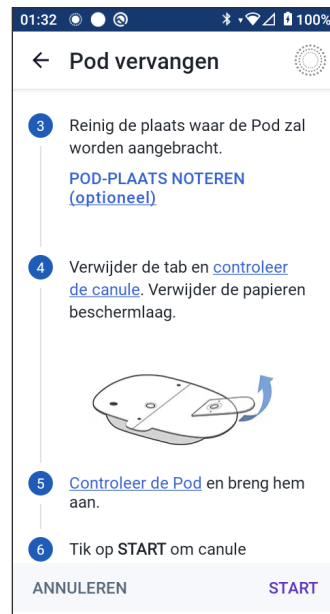 01:32 100%
Pod vervangen
3 Reinig de plaats waar de Pod zal
worden aangebracht.
POD-PLAATS NOTEREN
(optioneel)
4 Verwijder de tab en controleer
de canule. Verwijder de papieren
beschermlaag.
5 Controleer de Pod en breng hem
aan.
6 Tik op START om canule
ANNULEREN START